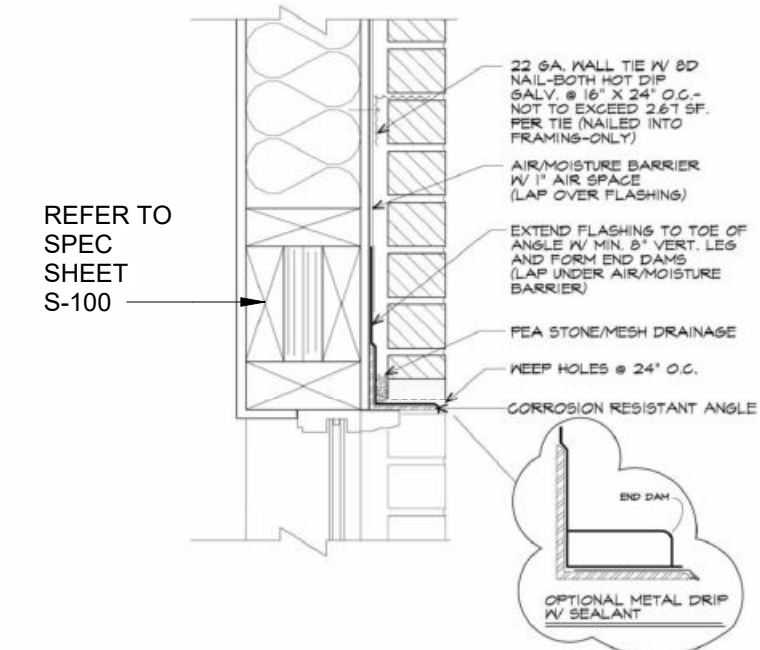 REFER TO
SPEC
SHEET
S-100
22 GA. WALL TIE W/ 8D
NAIL-BOTH HOT DIP
GALV. @ 16" X 24" O.C.-
NOT TO EXCEED 2.67 SF.
PER TIE (NAILED INTO
FRAMING-ONLY)
AIR/MOISTURE BARRIER
W/ 1" AIR SPACE
(LAP OVER FLASHING)
EXTEND FLASHING TO TOE OF
ANGLE W/ MIN. 8" VERT. LEG
AND FORM END DAMS
(LAP UNDER AIR/MOISTURE
BARRIER)
PEA STONE/MESH DRAINAGE
WEEP HOLES @ 24" O.C.
CORROSION RESISTANT ANGLE
END DAM
OPTIONAL METAL DRIP
W/ SEALANT